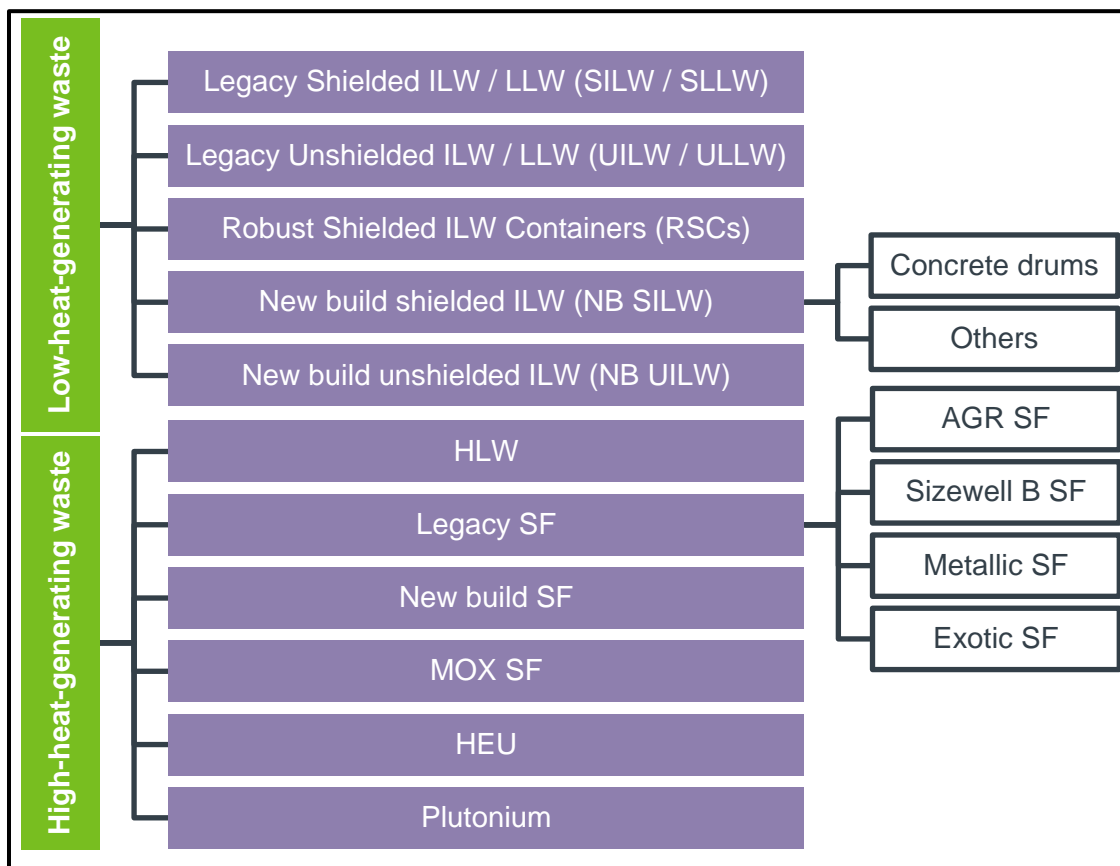 Low-heat-generating waste
Legacy Shielded ILW / LLW (SILW / SLLW)
Legacy Unshielded ILW / LLW (UILW / ULLW)
Robust Shielded ILW Containers (RSCs)
New build shielded ILW (NB SILW)
Concrete drums
Others
New build unshielded ILW (NB UILW)
High-heat-generating waste
HLW
Legacy SF
AGR SF
Sizewell B SF
Metallic SF
Exotic SF
New build SF
MOX SF
HEU
Plutonium